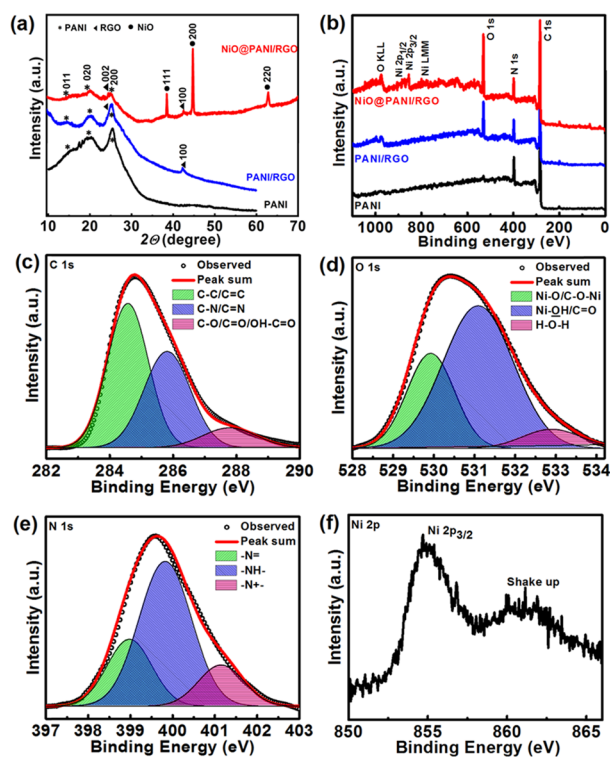 (a)
* PANI ◄ RGO ● NiO
Intensity (a.u.)
011
020
002
200
111
100
200
220
NiO@PANI/RGO
100
PANI/RGO
PANI
10 20 30 40 50 60 70
2Θ (degree)
(b)
Intensity (a.u.)
O KLL
Ni 2p1/2
Ni 2p3/2
Ni LMM
O 1s
N 1s
C 1s
NiO@PANI/RGO
PANI/RGO
PANI
1000 800 600 400 200 0
Binding energy (eV)
(c)
C 1s
Observed
Peak sum
C-C/C=C
C-N/C=N
C-O/C=O/OH-C=O
Intensity (a.u.)
282 284 286 288 290
Binding Energy (eV)
(d)
O 1s
Observed
Peak sum
Ni-O/C-O-Ni
Ni-OH/C=O
H-O-H
Intensity (a.u.)
528 529 530 531 532 533 534
Binding Energy (eV)
(e)
N 1s
Observed
Peak sum
-N=
-NH-
-N+-
Intensity (a.u.)
397 398 399 400 401 402 403
Binding Energy (eV)
(f)
Ni 2p
Ni 2p3/2
Shake up
Intensity (a.u.)
850 855 860 865
Binding Energy (eV)